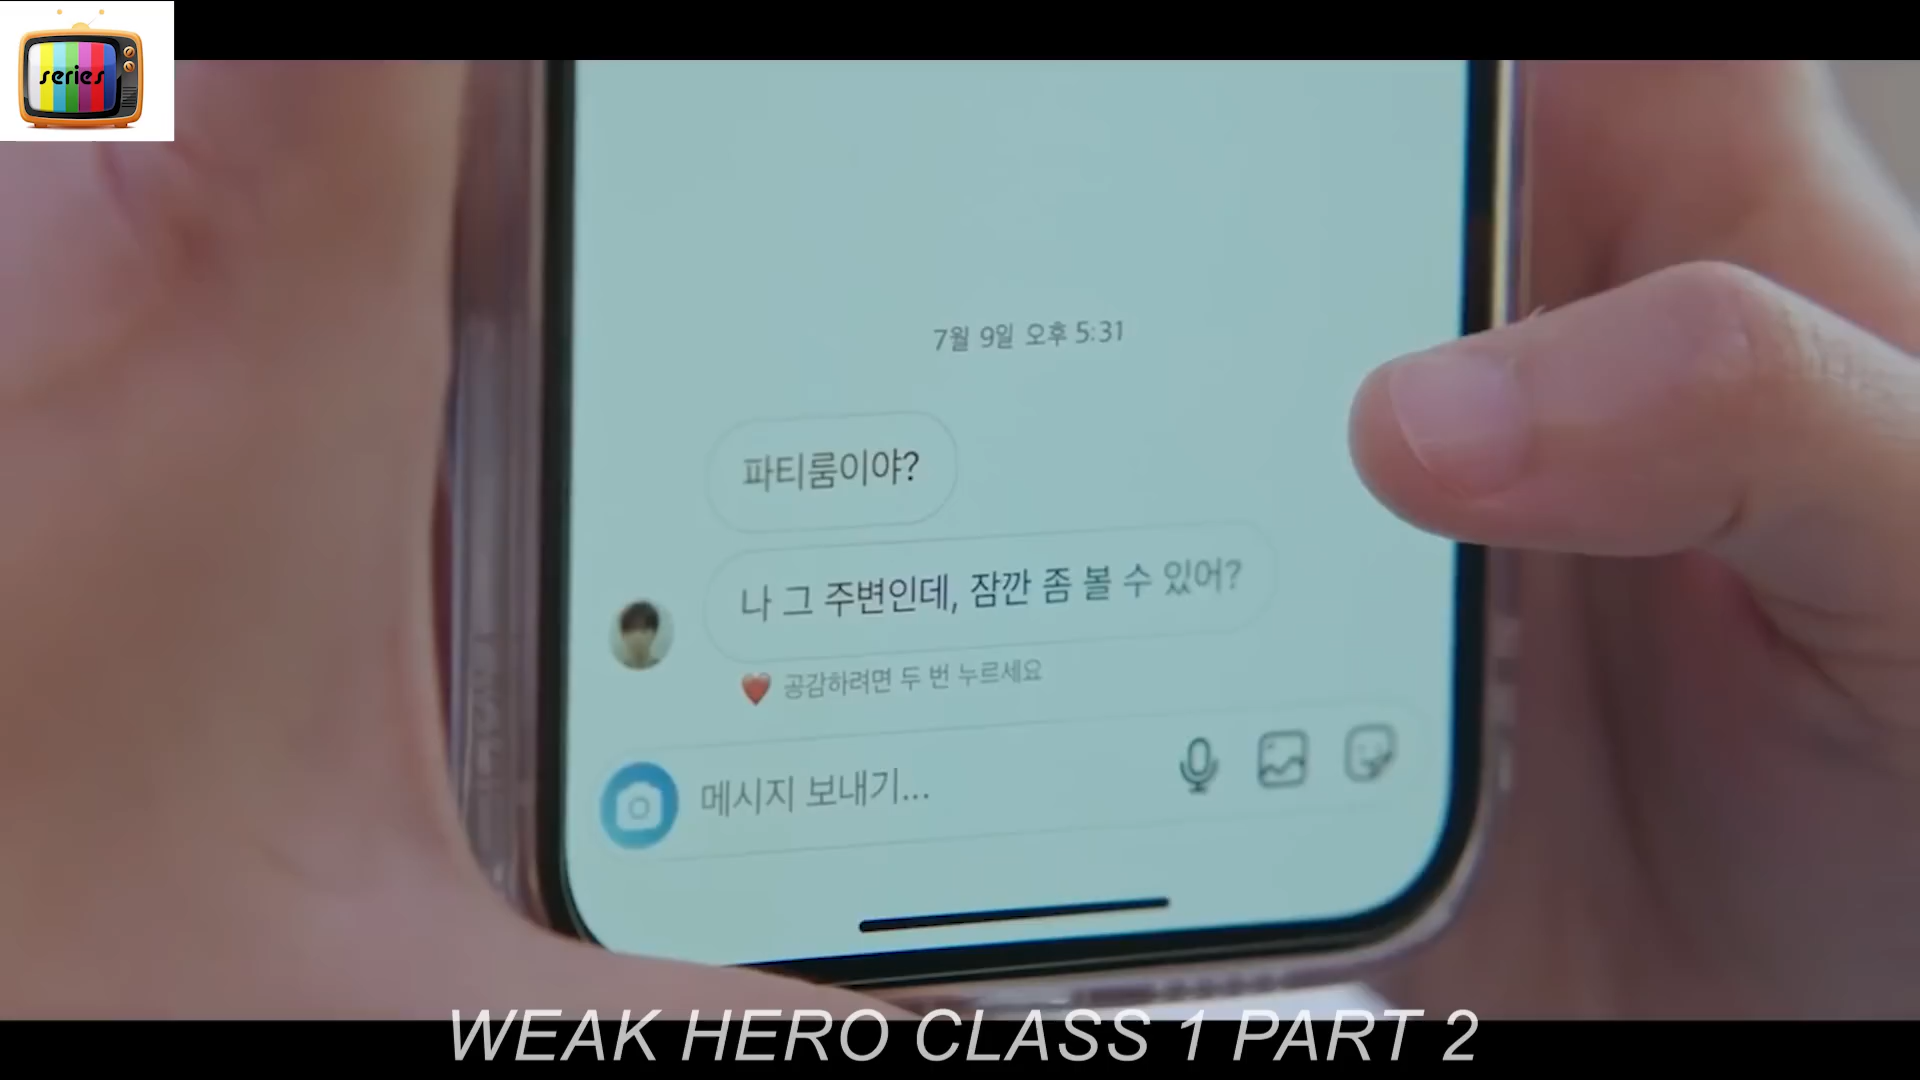 series
7월 9일 오후 5:31
파티룸이야?
나 그 주변인데, 잠깐 좀 볼 수 있어?
❤️ 공감하려면 두 번 누르세요
메시지 보내기...
WEAK HERO CLASS 1 PART 2